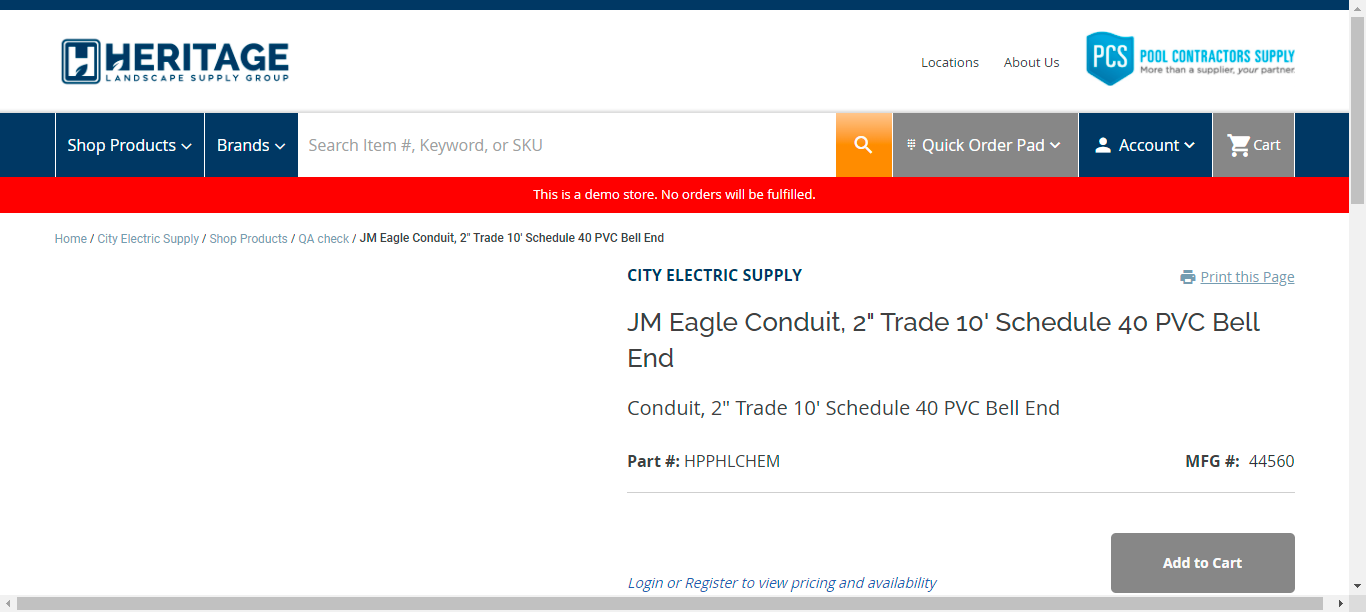 HERITAGE
LANDSCAPE SUPPLY GROUP
Locations
About Us
PCS
POOL CONTRACTORS SUPPLY
More than a supplier, your partner.
Shop Products
Brands
Search Item #, Keyword, or SKU
Quick Order Pad
Account
Cart
This is a demo store. No orders will be fulfilled.
Home / City Electric Supply / Shop Products / QA check / JM Eagle Conduit, 2" Trade 10' Schedule 40 PVC Bell End
CITY ELECTRIC SUPPLY
Print this Page
JM Eagle Conduit, 2" Trade 10' Schedule 40 PVC Bell
End
Conduit, 2" Trade 10' Schedule 40 PVC Bell End
Part #: HPPHLCHEM
MFG #: 44560
Add to Cart
Login or Register to view pricing and availability